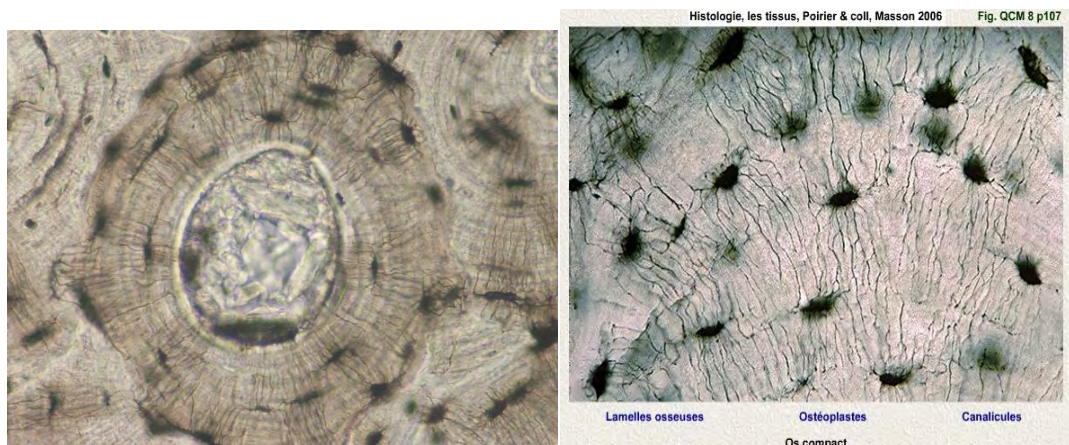 Histologie, les tissus, Poirier & coll, Masson 2006 Fig. QCM 8 p107
Lamelles osseuses Ostéoplastes Canalicules
Os compact